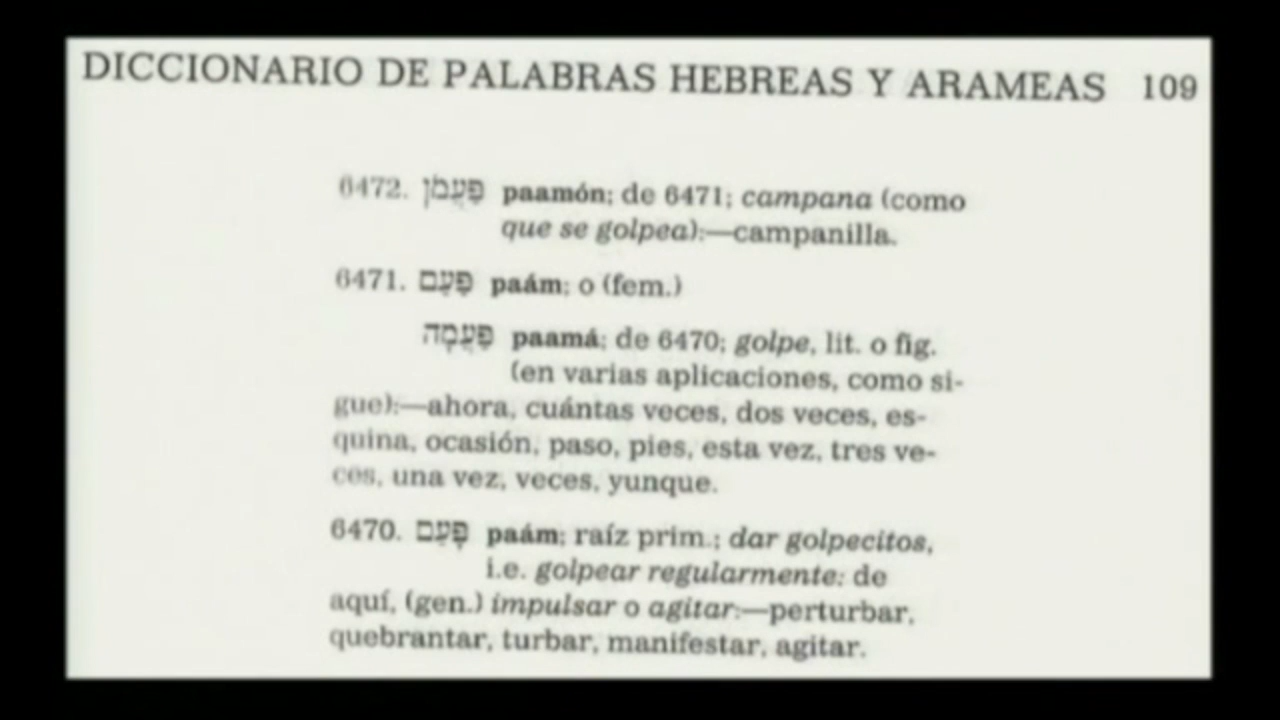 DICCIONARIO DE PALABRAS HEBREAS Y ARAMEAS 109
6472. פַּעֲמֹן paamón; de 6471; campana (como
que se golpea):—campanilla.
6471. פַּעַם paám; o (fem.)
פַּעֲמָה paamá; de 6470; golpe, lit. o fig.
(en varias aplicaciones, como si-
gue):—ahora, cuántas veces, dos veces, es-
quina, ocasión, paso, pies, esta vez, tres ve-
ces, una vez, veces, yunque.
6470. פָּעַם paám; raíz prim.; dar golpecitos,
i.e. golpear regularmente; de
aquí, (gen.) impulsar o agitar:—perturbar,
quebrantar, turbar, manifestar, agitar.